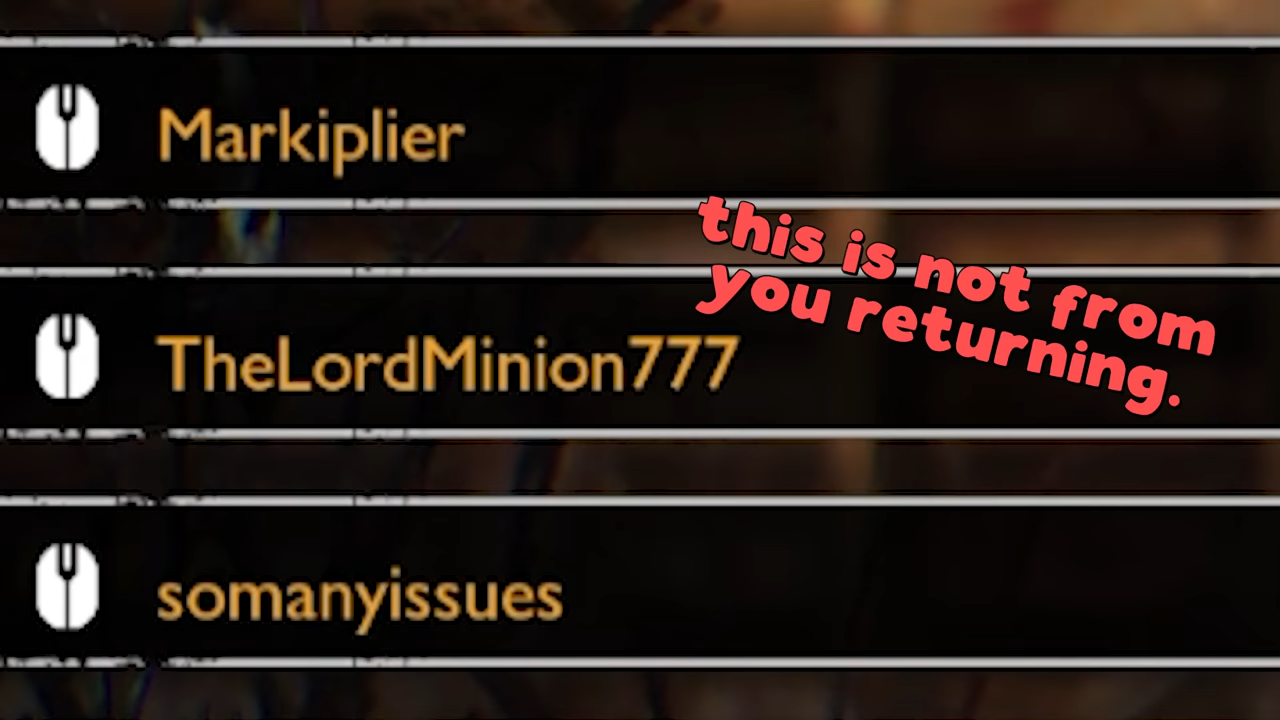 Markiplier
this is not from
you returning.
TheLordMinion777
somanyissues